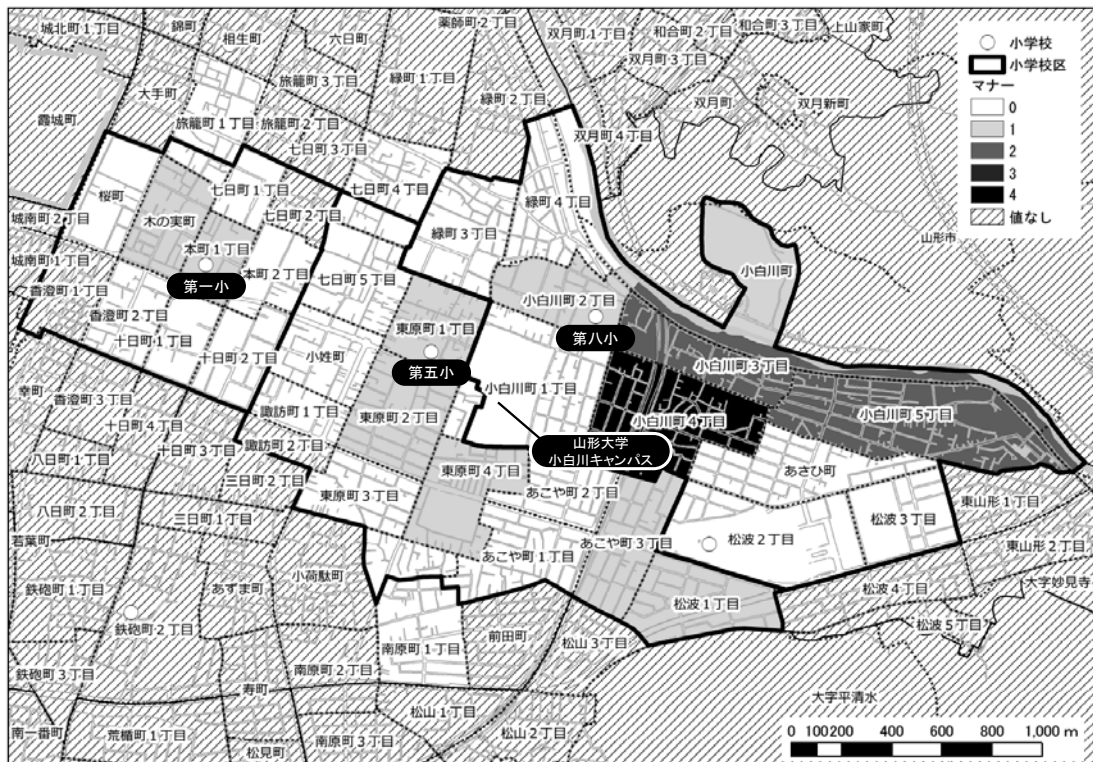 城北町1丁目
錦町
相生町
六日町
薬師町2丁目
双月町1丁目
和合町2丁目
和合町3丁目
上山家町
双月町3丁目
大手町
旅籠町3丁目
緑町1丁目
緑町2丁目
双月町
双月新町
霞城町
旅籠町1丁目
旅籠町2丁目
双月町4丁目
七日町3丁目
桜町
七日町1丁目
七日町4丁目
緑町4丁目
城南町2丁目
木の実町
七日町2丁目
緑町3丁目
山形市
本町1丁目
城南町1丁目
本町2丁目
七日町5丁目
小白川町
第一小
香澄町1丁目
小白川町2丁目
香澄町2丁目
東原町1丁目
第八小
十日町1丁目
十日町2丁目
小姓町
第五小
小白川町3丁目
幸町
香澄町3丁目
小白川町1丁目
小白川町5丁目
諏訪町1丁目
東原町2丁目
小白川町4丁目
十日町4丁目
山形大学
小白川キャンパス
八日町1丁目
十日町3丁目
諏訪町2丁目
東原町4丁目
あさひ町
三日町2丁目
東原町3丁目
あこや町2丁目
東山形1丁目
八日町2丁目
三日町1丁目
松波3丁目
若葉町
あこや町3丁目
松波2丁目
東山形2丁目
あこや町1丁目
鉄砲町1丁目
あずま町
小荷駄町
松波4丁目
大字妙見寺
鉄砲町2丁目
松波1丁目
松波5丁目
前田町
松山3丁目
南原町1丁目
鉄砲町3丁目
南原町2丁目
寿町
大字平清水
松山1丁目
南一番町
荒楯町1丁目
松見町
南原町3丁目
松山2丁目
小学校
小学校区
マナー
0
1
2
3
4
値なし
0 100 200 400 600 800 1,000 m